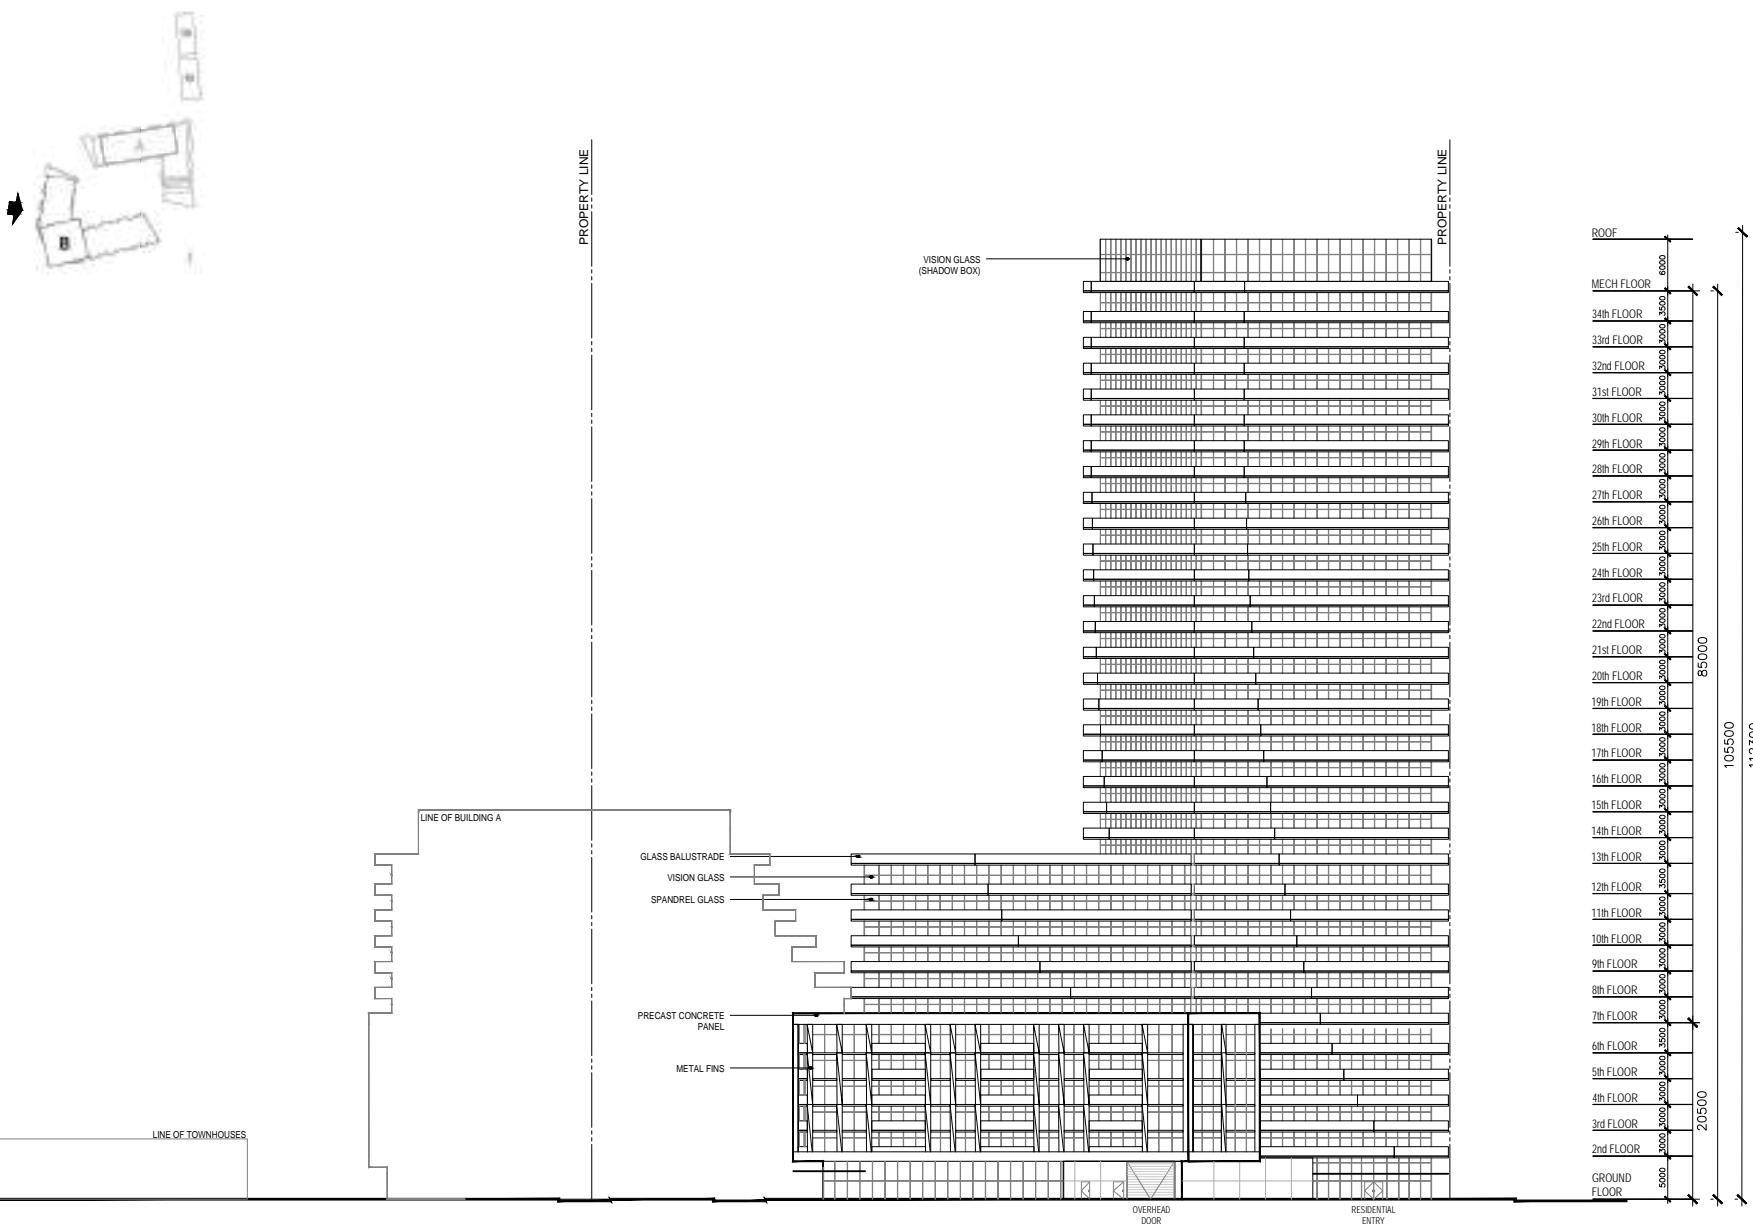 A
B
PROPERTY LINE
PROPERTY LINE
VISION GLASS
(SHADOW BOX)
ROOF
6000
MECH FLOOR
3500
34th FLOOR
3000
33rd FLOOR
3000
32nd FLOOR
3000
31st FLOOR
3000
30th FLOOR
3000
29th FLOOR
3000
28th FLOOR
3000
27th FLOOR
3000
26th FLOOR
3000
25th FLOOR
3000
24th FLOOR
3000
23rd FLOOR
3000
22nd FLOOR
3000
21st FLOOR
3000
20th FLOOR
3000
19th FLOOR
3000
18th FLOOR
3000
17th FLOOR
3000
16th FLOOR
3000
15th FLOOR
3000
14th FLOOR
3000
13th FLOOR
3500
12th FLOOR
3000
11th FLOOR
3000
10th FLOOR
3000
9th FLOOR
3000
8th FLOOR
3000
7th FLOOR
3500
6th FLOOR
3000
5th FLOOR
3000
4th FLOOR
3000
3rd FLOOR
3000
2nd FLOOR
5000
GROUND
FLOOR
85000
20500
105500
LINE OF BUILDING A
GLASS BALUSTRADE
VISION GLASS
SPANDREL GLASS
PRECAST CONCRETE
PANEL
METAL FINS
LINE OF TOWNHOUSES
OVERHEAD
DOOR
RESIDENTIAL
ENTRY